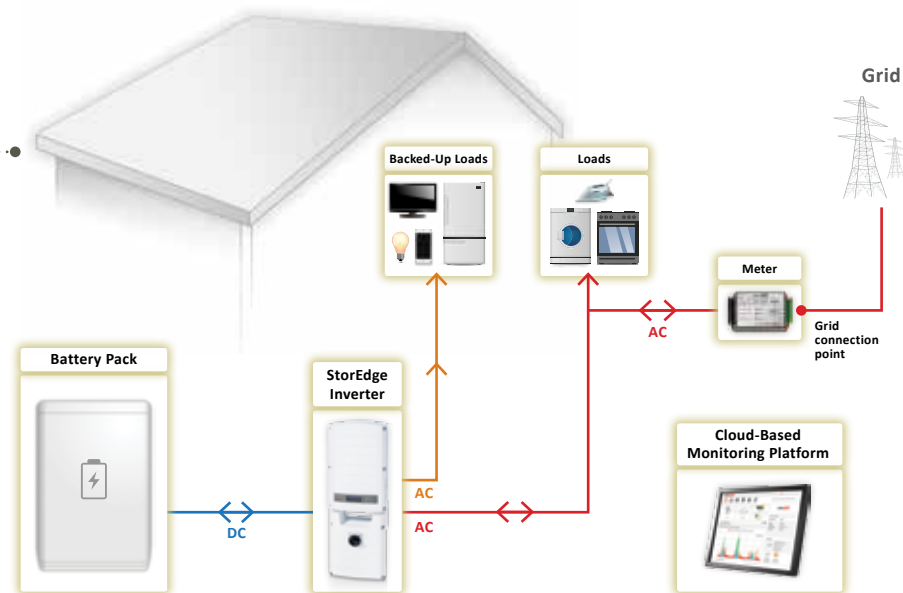 Grid
Backed-Up Loads
Loads
Meter
AC
Grid
connection
point
Battery Pack
StorEdge
Inverter
Cloud-Based
Monitoring Platform
AC
AC
DC